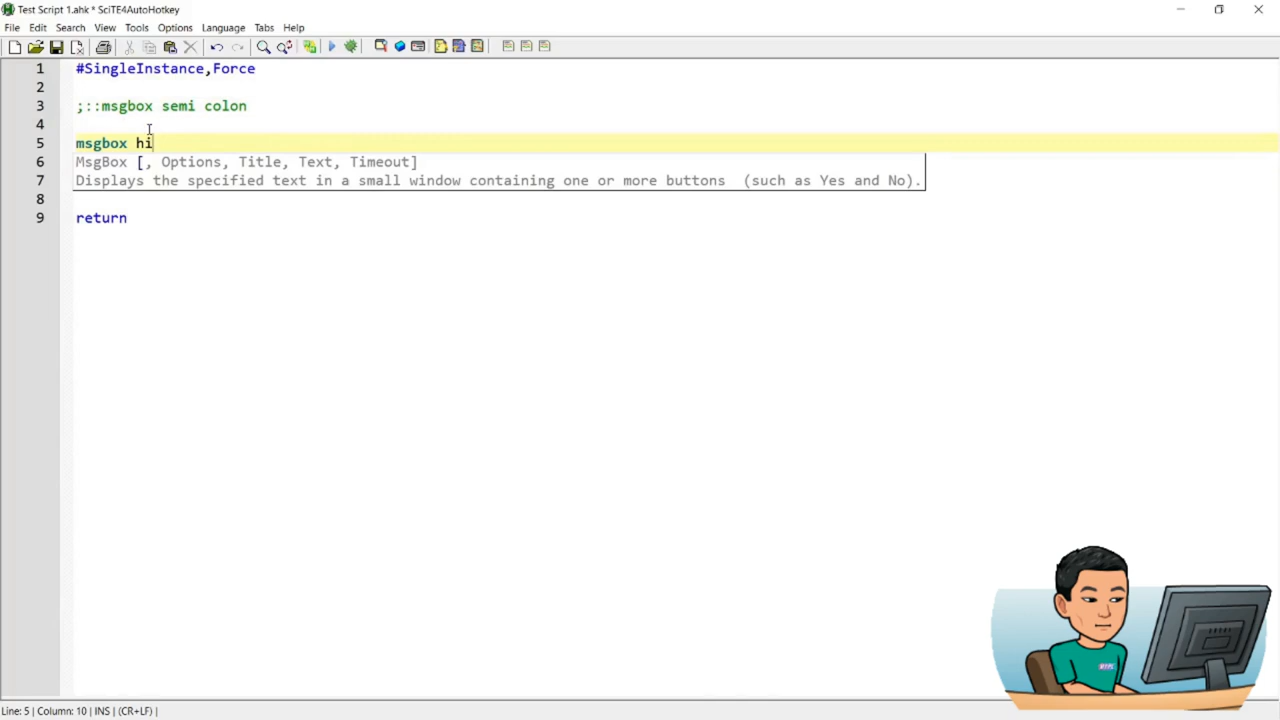 Test Script 1.ahk * SciTE4AutoHotkey
File Edit Search View Tools Options Language Tabs Help
1 #SingleInstance,Force
2
3 ;::msgbox semi colon
4
5 msgbox hi
6 MsgBox [, Options, Title, Text, Timeout]
7 Displays the specified text in a small window containing one or more buttons (such as Yes and No).
8
9 return
Line: 5 | Column: 10 | INS | (CR+LF) |